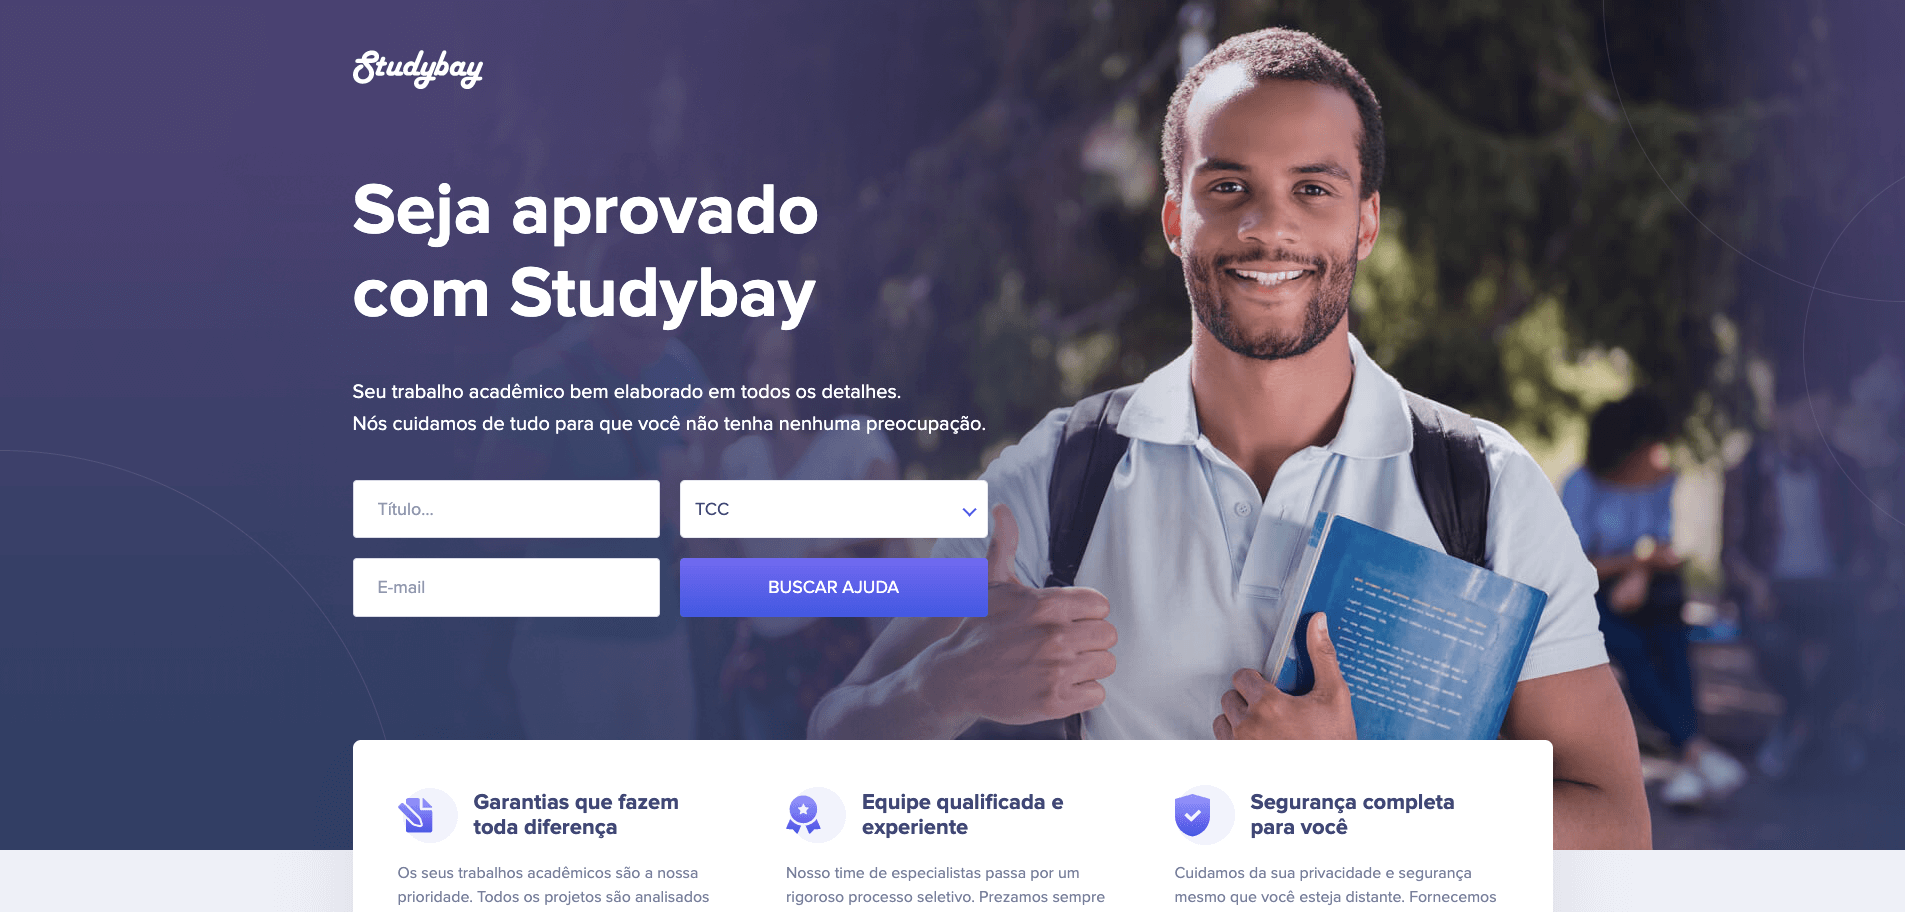 Studybay
Seja aprovado
com Studybay
Seu trabalho acadêmico bem elaborado em todos os detalhes.
Nós cuidamos de tudo para que você não tenha nenhuma preocupação.
Título...
TCC
E-mail
BUSCAR AJUDA
Garantias que fazem
toda diferença
Os seus trabalhos acadêmicos são a nossa
prioridade. Todos os projetos são analisados
Equipe qualificada e
experiente
Nosso time de especialistas passa por um
rigoroso processo seletivo. Prezamos sempre
Segurança completa
para você
Cuidamos da sua privacidade e segurança
mesmo que você esteja distante. Fornecemos